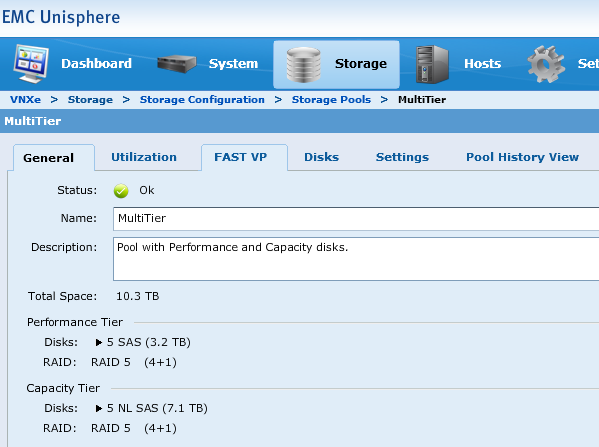 EMC Unisphere
Dashboard System Storage Hosts
VNXe > Storage > Storage Configuration > Storage Pools > MultiTier
MultiTier
General Utilization FAST VP Disks Settings Pool History View
Status: Ok
Name: MultiTier
Description: Pool with Performance and Capacity disks.
Total Space: 10.3 TB
Performance Tier
Disks: 5 SAS (3.2 TB)
RAID: RAID 5 (4+1)
Capacity Tier
Disks: 5 NL SAS (7.1 TB)
RAID: RAID 5 (4+1)